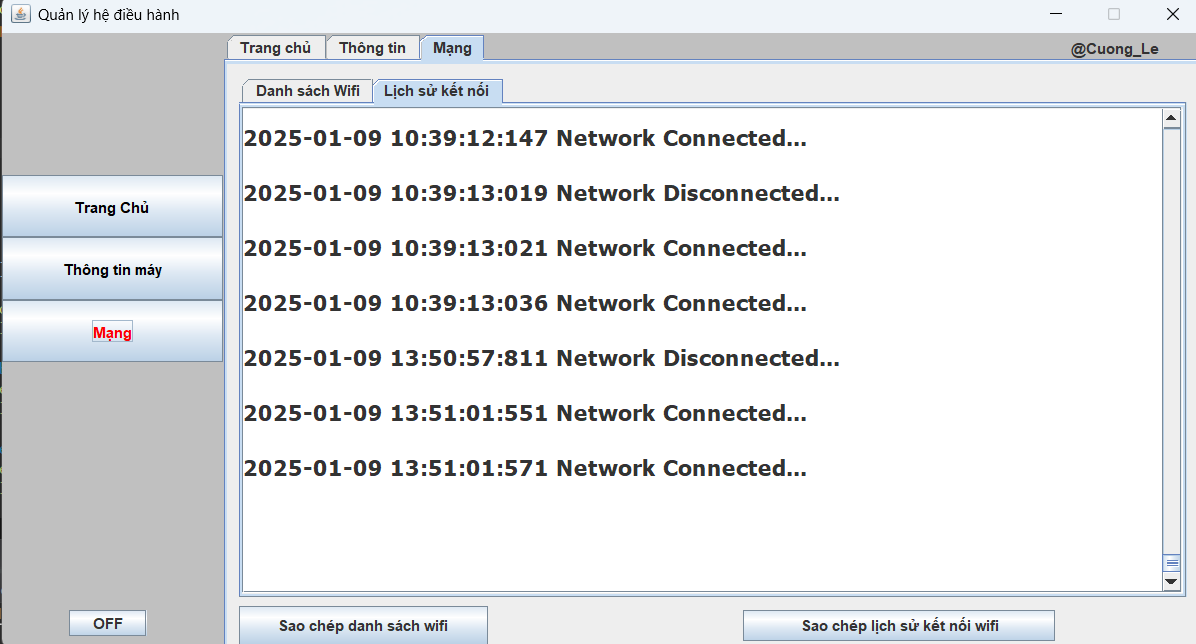 Quản lý hệ điều hành
Trang chủ Thông tin Mạng @Cuong_Le
Danh sách Wifi Lịch sử kết nối
2025-01-09 10:39:12:147 Network Connected...
2025-01-09 10:39:13:019 Network Disconnected...
2025-01-09 10:39:13:021 Network Connected...
2025-01-09 10:39:13:036 Network Connected...
2025-01-09 13:50:57:811 Network Disconnected...
2025-01-09 13:51:01:551 Network Connected...
2025-01-09 13:51:01:571 Network Connected...
Trang Chủ
Thông tin máy
Mạng
OFF
Sao chép danh sách wifi
Sao chép lịch sử kết nối wifi